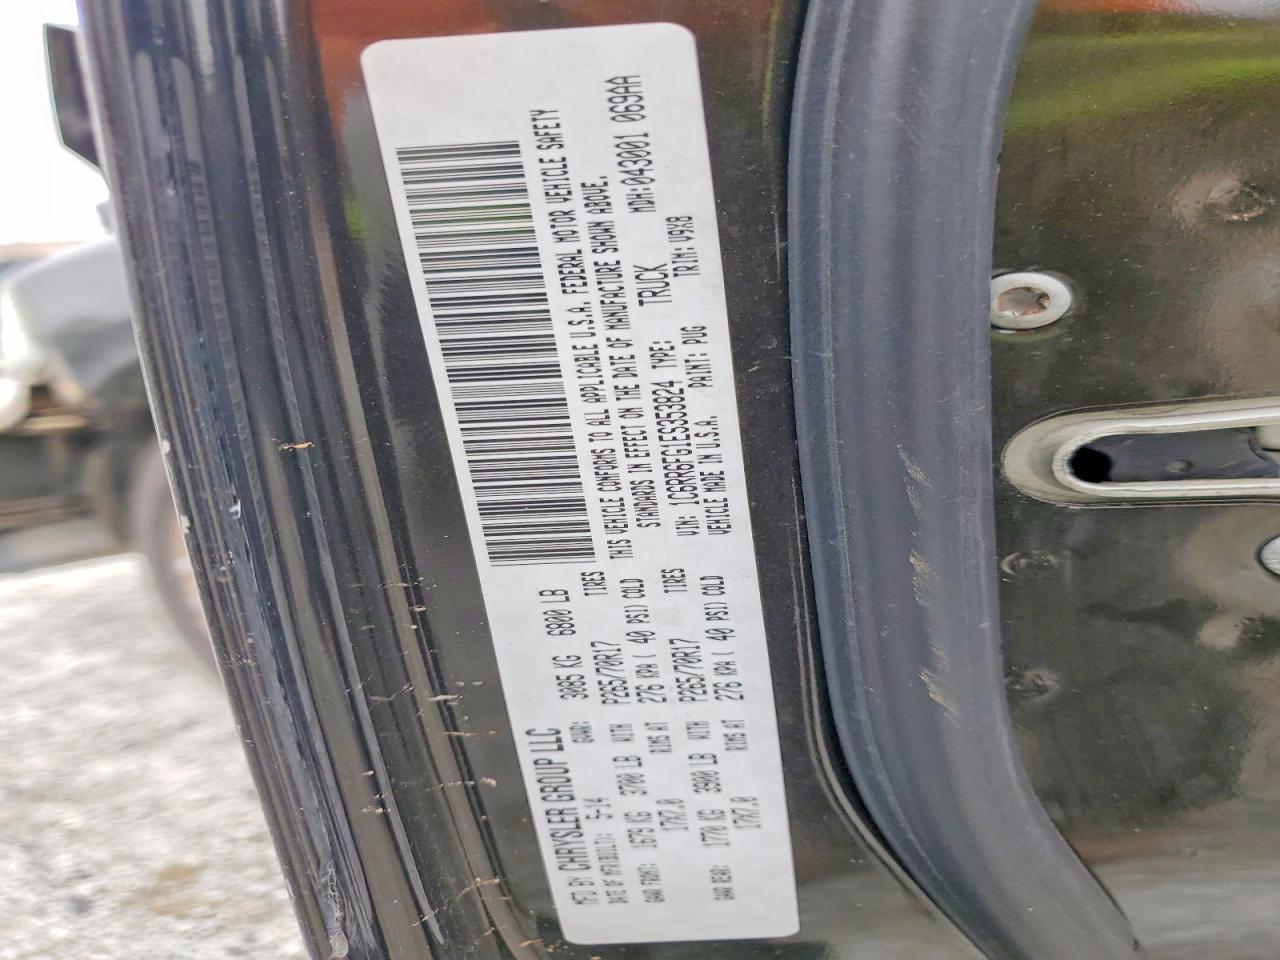 MFD BY CHRYSLER GROUP LLC
DATE OF MFR(BUILT): 5-14 GVWR: 3085 KG 6800 LB
GAWR FRONT: 1679 KG 3700 LB WITH P265/70R17 TIRES
17X7.0 RIMS AT 276 KPA ( 40 PSI) COLD
GAWR REAR: 1770 KG 3900 LB WITH P265/70R17 TIRES
17X7.0 RIMS AT 276 KPA ( 40 PSI) COLD
THIS VEHICLE CONFORMS TO ALL APPLICABLE U.S.A. FEDERAL MOTOR VEHICLE SAFETY
STANDARDS IN EFFECT ON THE DATE OF MANUFACTURE SHOWN ABOVE.
VIN: 1C6RR6FG1ES353824 TYPE: TRUCK MDH:043001 069AA
VEHICLE MADE IN U.S.A. PAINT: PUG TRIM: V9X8